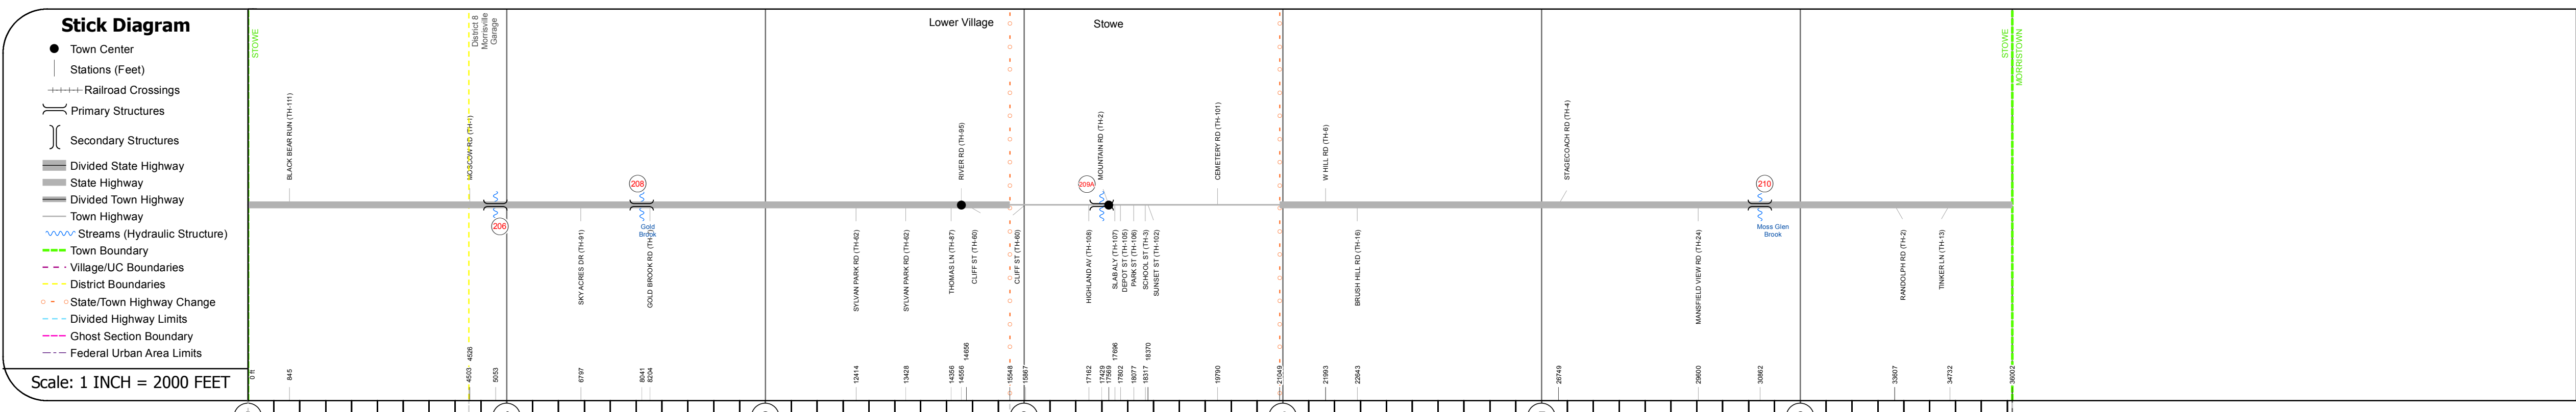 Stick Diagram
Town Center
Stations (Feet)
Railroad Crossings
Primary Structures
Secondary Structures
Divided State Highway
State Highway
Divided Town Highway
Town Highway
Streams (Hydraulic Structure)
Town Boundary
Village/UC Boundaries
District Boundaries
State/Town Highway Change
Divided Highway Limits
Ghost Section Boundary
Federal Urban Area Limits
Scale: 1 INCH = 2000 FEET
STOWE
District 8
Morrisville
Garage
Lower Village
Stowe
STOWE
MORRISTOWN
BLACK BEAR RUN (TH-111)
MOSCOW RD (TH-1)
RIVER RD (TH-95)
MOUNTAIN RD (TH-2)
CEMETERY RD (TH-101)
W HILL RD (TH-6)
STAGECOACH RD (TH-4)
206
208
209A
210
Gold
Brook
Moss Glen
Brook
SKY ACRES DR (TH-91)
GOLD BROOK RD
SYLVAN PARK RD (TH-62)
SYLVAN PARK RD (TH-62)
THOMAS LN (TH-87)
CLIFF ST (TH-60)
CLIFF ST (TH-60)
HIGHLAND AV (TH-108)
SLAB ALY (TH-107)
DEPOT ST (TH-105)
PARK ST (TH-106)
SCHOOL ST (TH-3)
SUNSET ST (TH-102)
BRUSH HILL RD (TH-16)
MANSFIELD VIEW RD (TH-24)
RANDOLPH RD (TH-2)
TINKER LN (TH-13)
0 ft
845
4503
4526
5053
6797
8041
8204
12414
13428
14356
14556
14656
15548
15867
17162
17429
17569
17696
17802
18077
18317
18370
19790
21049
21993
22643
26749
29600
30862
33607
34732
36002